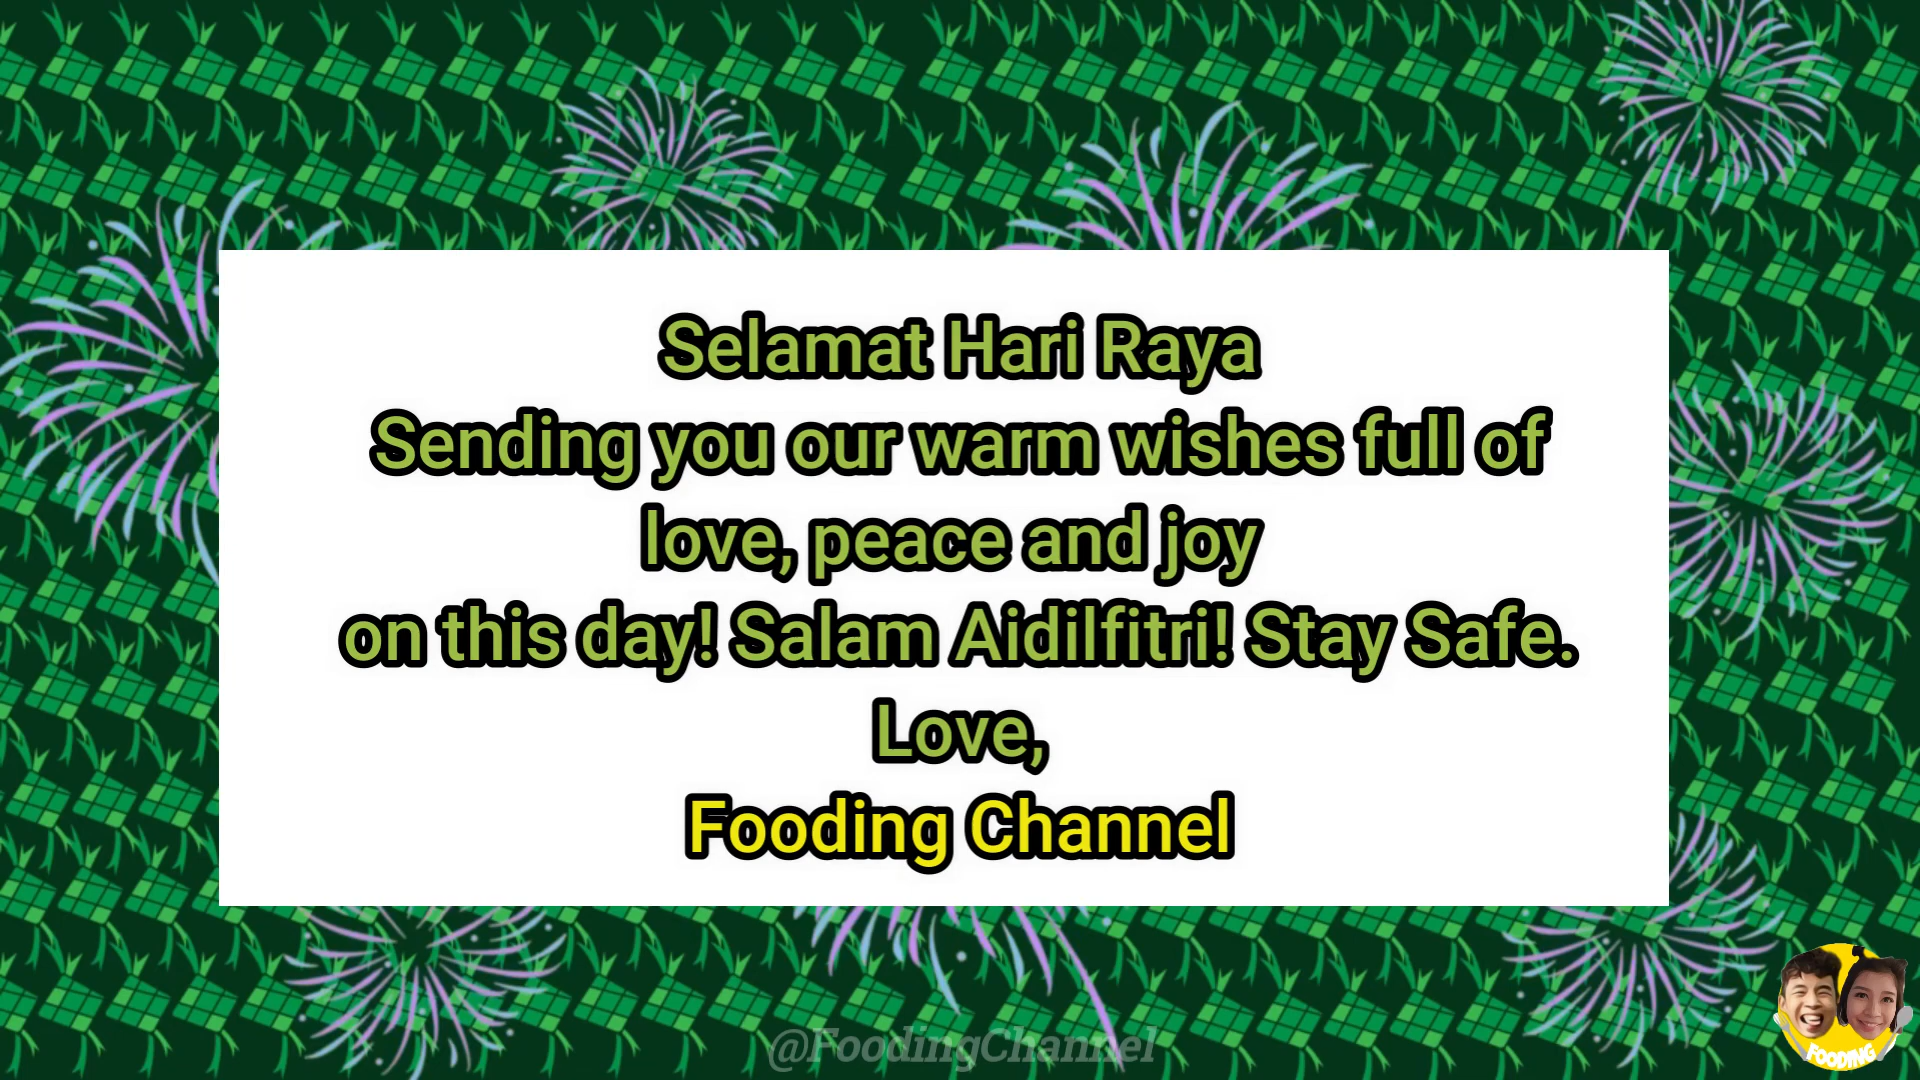 Selamat Hari Raya
Sending you our warm wishes full of
love, peace and joy
on this day! Salam Aidilfitri! Stay Safe.
Love,
Fooding Channel
@FoodingChannel
FOODING